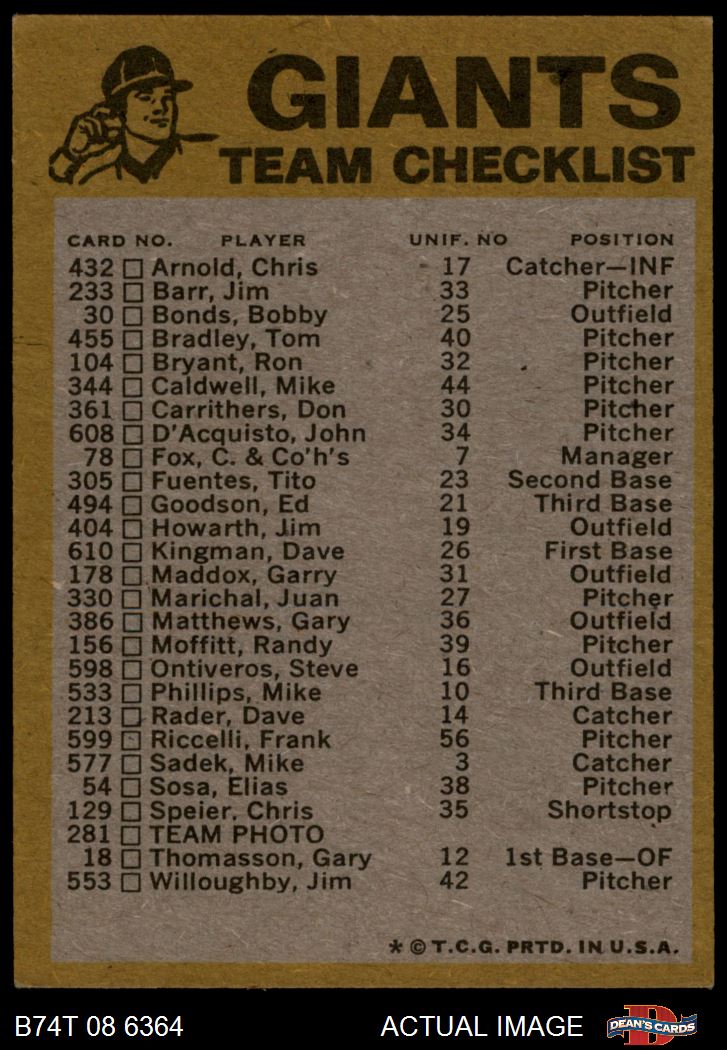 GIANTS
TEAM CHECKLIST
CARD NO. PLAYER UNIF. NO POSITION
432 Arnold, Chris 17 Catcher—INF
233 Barr, Jim 33 Pitcher
30 Bonds, Bobby 25 Outfield
455 Bradley, Tom 40 Pitcher
104 Bryant, Ron 32 Pitcher
344 Caldwell, Mike 44 Pitcher
361 Carrithers, Don 30 Pitcher
608 D'Acquisto, John 34 Pitcher
78 Fox, C. & Co'h's 7 Manager
305 Fuentes, Tito 23 Second Base
494 Goodson, Ed 21 Third Base
404 Howarth, Jim 19 Outfield
610 Kingman, Dave 26 First Base
178 Maddox, Garry 31 Outfield
330 Marichal, Juan 27 Pitcher
386 Matthews, Gary 36 Outfield
156 Moffitt, Randy 39 Pitcher
598 Ontiveros, Steve 16 Outfield
533 Phillips, Mike 10 Third Base
213 Rader, Dave 14 Catcher
599 Riccelli, Frank 56 Pitcher
577 Sadek, Mike 3 Catcher
54 Sosa, Elias 38 Pitcher
129 Speier, Chris 35 Shortstop
281 TEAM PHOTO
18 Thomasson, Gary 12 1st Base—OF
553 Willoughby, Jim 42 Pitcher
* © T.C.G. PRTD. IN U.S.A.
B74T 08 6364 ACTUAL IMAGE DEAN'S CARDS